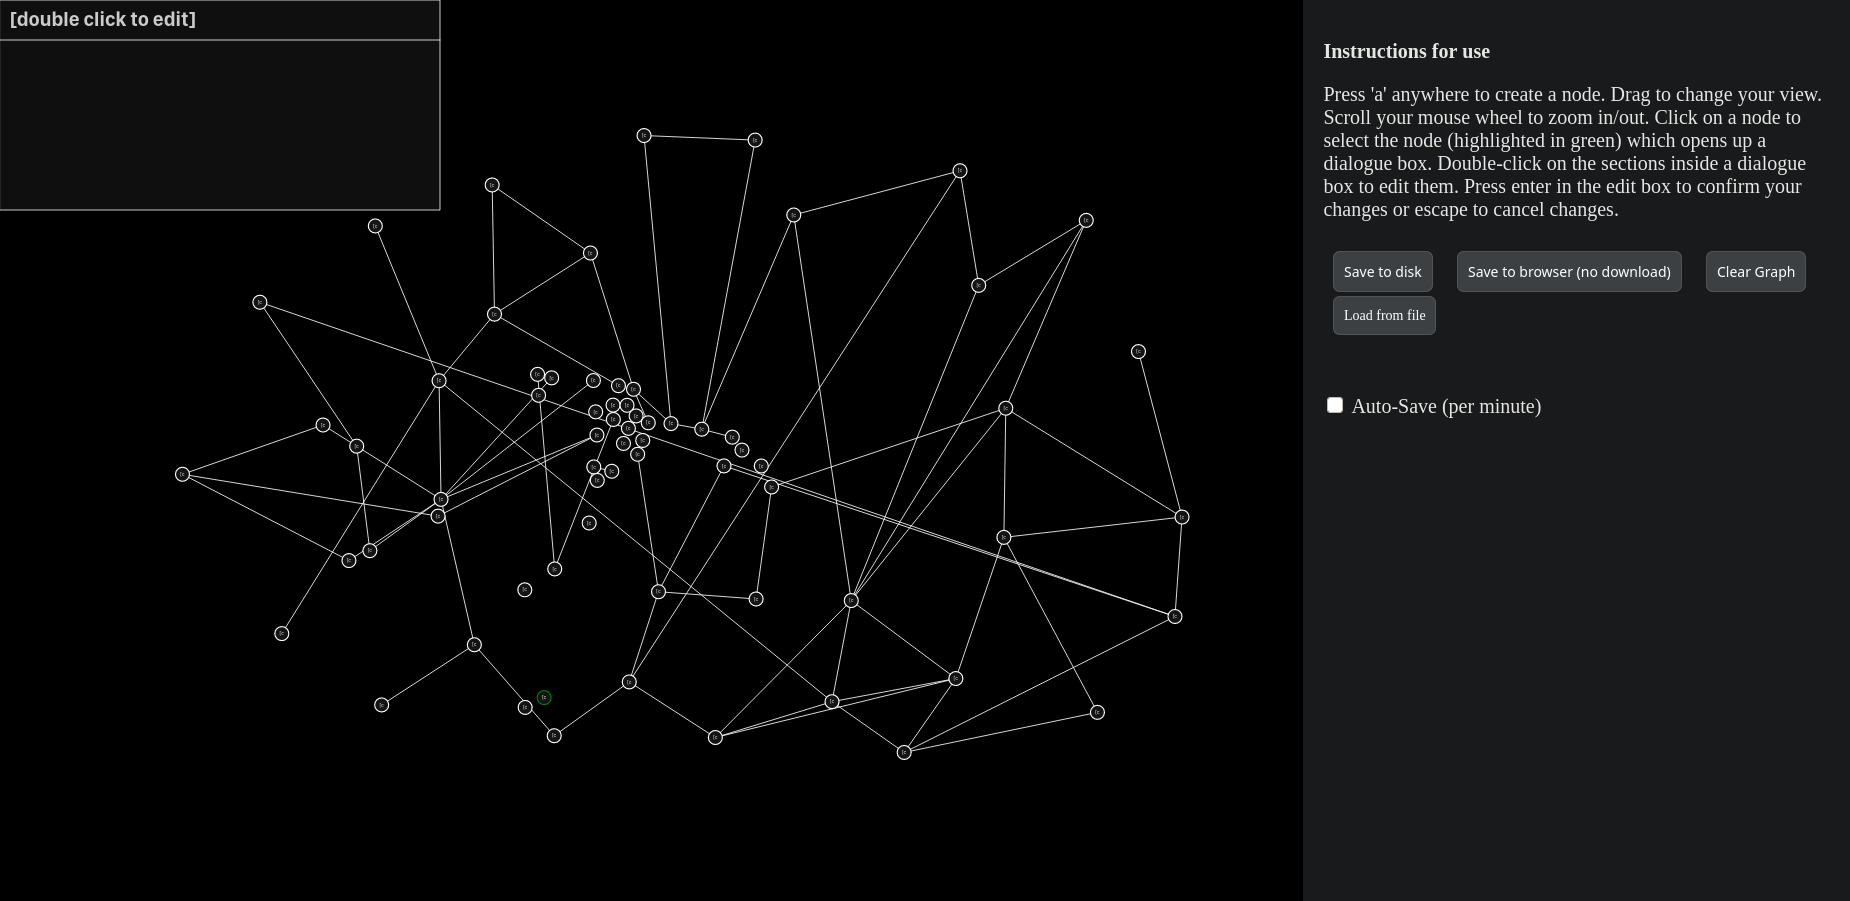 [double click to edit]
Instructions for use
Press 'a' anywhere to create a node. Drag to change your view.
Scroll your mouse wheel to zoom in/out. Click on a node to
select the node (highlighted in green) which opens up a
dialogue box. Double-click on the sections inside a dialogue
box to edit them. Press enter in the edit box to confirm your
changes or escape to cancel changes.
Save to disk
Save to browser (no download)
Clear Graph
Load from file
Auto-Save (per minute)